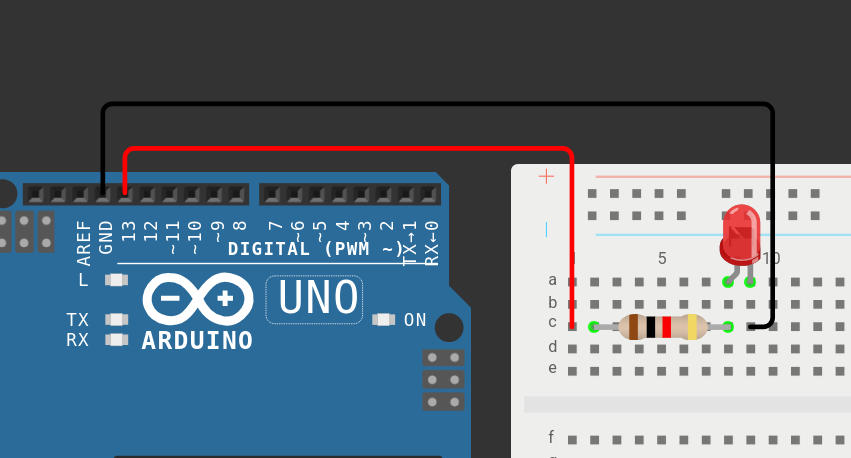 AREF
GND
13
12
~11
~10
~9
8
7
~6
~5
4
~3
2
TX→1
RX←0
DIGITAL (PWM ~)
L
TX
RX
UNO
ON
ARDUINO
+
5
10
a
b
c
d
e
f